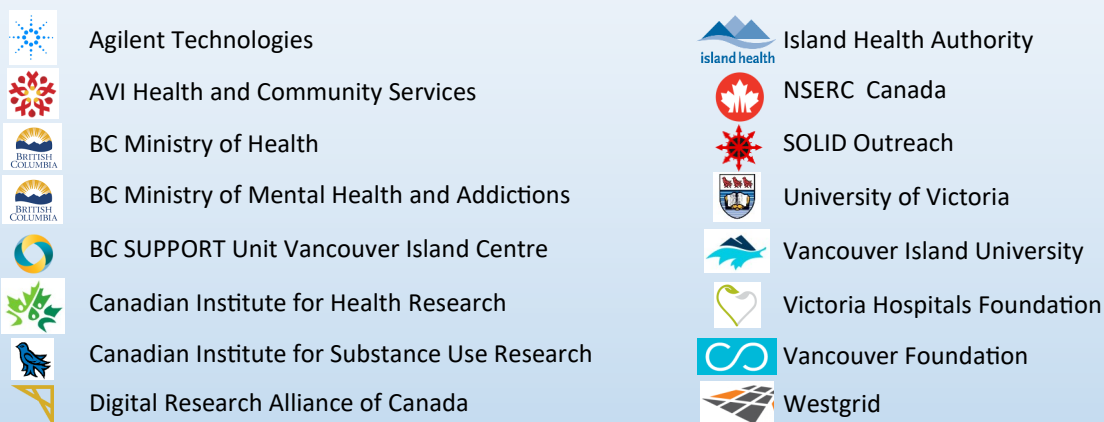 Agilent Technologies
AVI Health and Community Services
BRITISH COLUMBIA
BC Ministry of Health
BRITISH COLUMBIA
BC Ministry of Mental Health and Addictions
BC SUPPORT Unit Vancouver Island Centre
Canadian Institute for Health Research
Canadian Institute for Substance Use Research
Digital Research Alliance of Canada
island health
Island Health Authority
NSERC Canada
SOLID Outreach
University of Victoria
Vancouver Island University
Victoria Hospitals Foundation
Vancouver Foundation
Westgrid